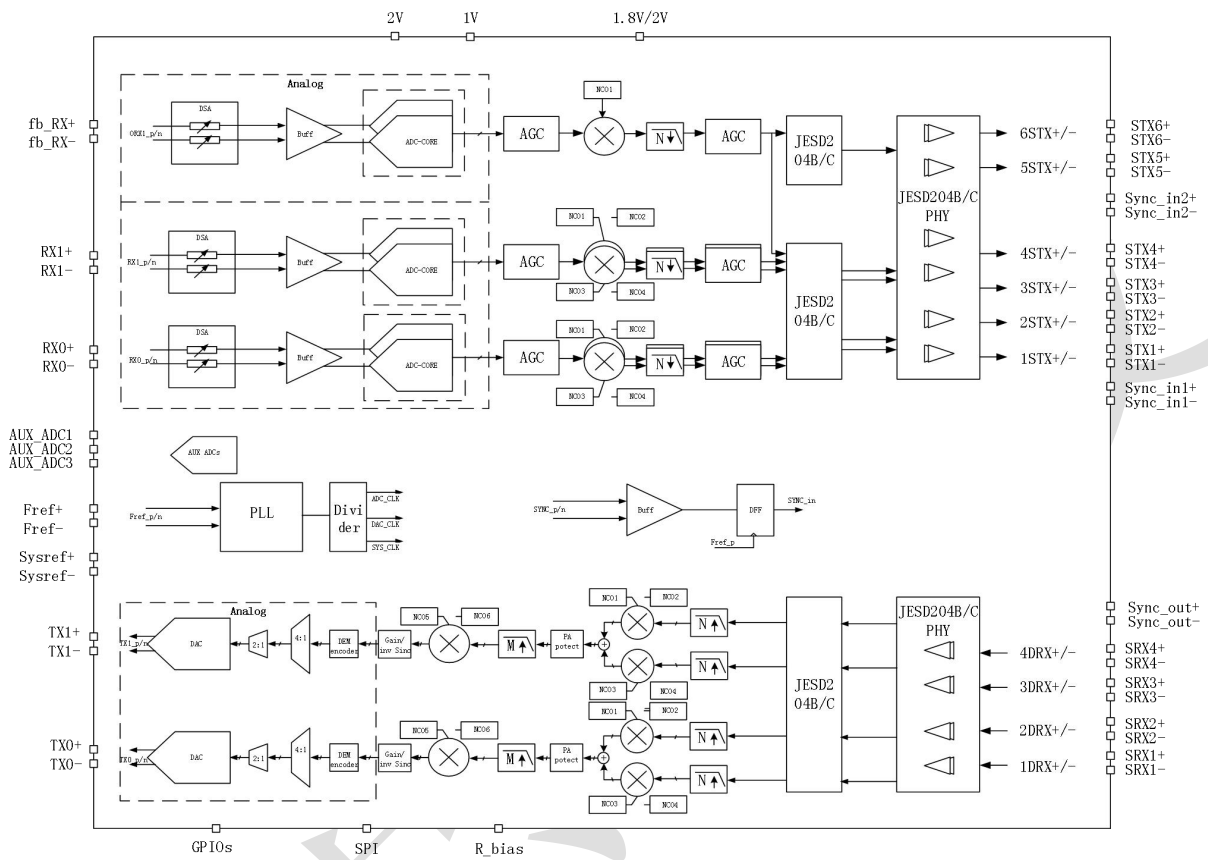 2V
1V
1.8V/2V
Analog
DSA
ORX1_p/n
Buff
ADC-CORE
AGC
NCO1
N
AGC
JESD2
04B/C
JESD204B/C
PHY
6STX+/-
5STX+/-
4STX+/-
3STX+/-
2STX+/-
1STX+/-
fb_RX+
fb_RX-
RX1+
RX1-
DSA
RX1_p/n
Buff
ADC-CORE
AGC
NCO1
NCO2
NCO3
NCO4
N
AGC
JESD2
04B/C
RX0+
RX0-
DSA
RX0_p/n
Buff
ADC-CORE
AGC
NCO1
NCO2
NCO3
NCO4
N
AGC
STX6+
STX6-
STX5+
STX5-
Sync_in2+
Sync_in2-
STX4+
STX4-
STX3+
STX3-
STX2+
STX2-
STX1+
STX1-
Sync_in1+
Sync_in1-
AUX_ADC1
AUX_ADC2
AUX_ADC3
AUX ADCs
Fref+
Fref-
Fref_p/n
PLL
Divi
der
ADC_CLK
DAC_CLK
SYS_CLK
SYNC_p/n
Buff
DFF
Fref_p
SYNC_in
Sysref+
Sysref-
Analog
TX1+
TX1-
TX1_p/n
DAC
2:1
4:1
DEM
encoder
Gain/
inv Sinc
NCO5
NCO6
M
PA
potect
NCO1
NCO2
NCO3
NCO4
N
N
JESD2
04B/C
JESD204B/C
PHY
4DRX+/-
3DRX+/-
2DRX+/-
1DRX+/-
TX0+
TX0-
TX0_p/n
DAC
2:1
4:1
DEM
encoder
Gain/
inv Sinc
NCO5
NCO6
M
PA
potect
NCO1
NCO2
NCO3
NCO4
N
N
Sync_out+
Sync_out-
SRX4+
SRX4-
SRX3+
SRX3-
SRX2+
SRX2-
SRX1+
SRX1-
GPIOs
SPI
R_bias